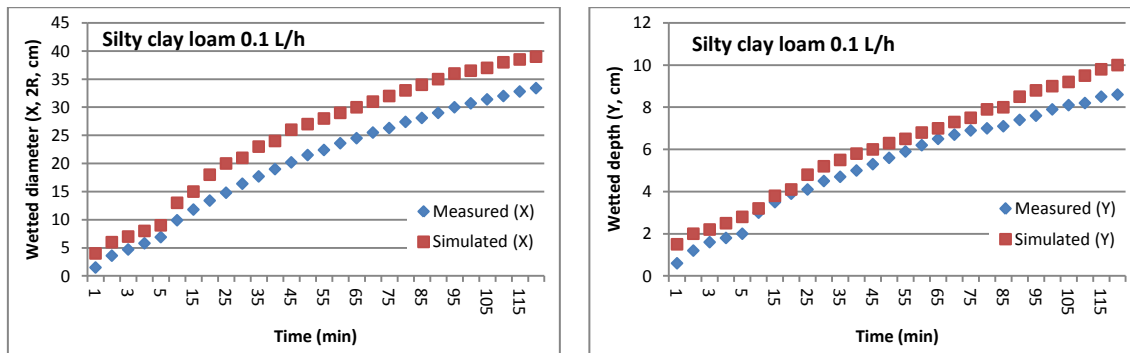 Silty clay loam 0.1 L/h
Wetted diameter (X, 2R, cm)
45
40
35
30
25
20
15
10
5
0
Measured (X)
Simulated (X)
1 3 5 15 25 35 45 55 65 75 85 95 105 115
Time (min)
Silty clay loam 0.1 L/h
Wetted depth (Y, cm)
12
10
8
6
4
2
0
Measured (Y)
Simulated (Y)
1 3 5 15 25 35 45 55 65 75 85 95 105 115
Time (min)